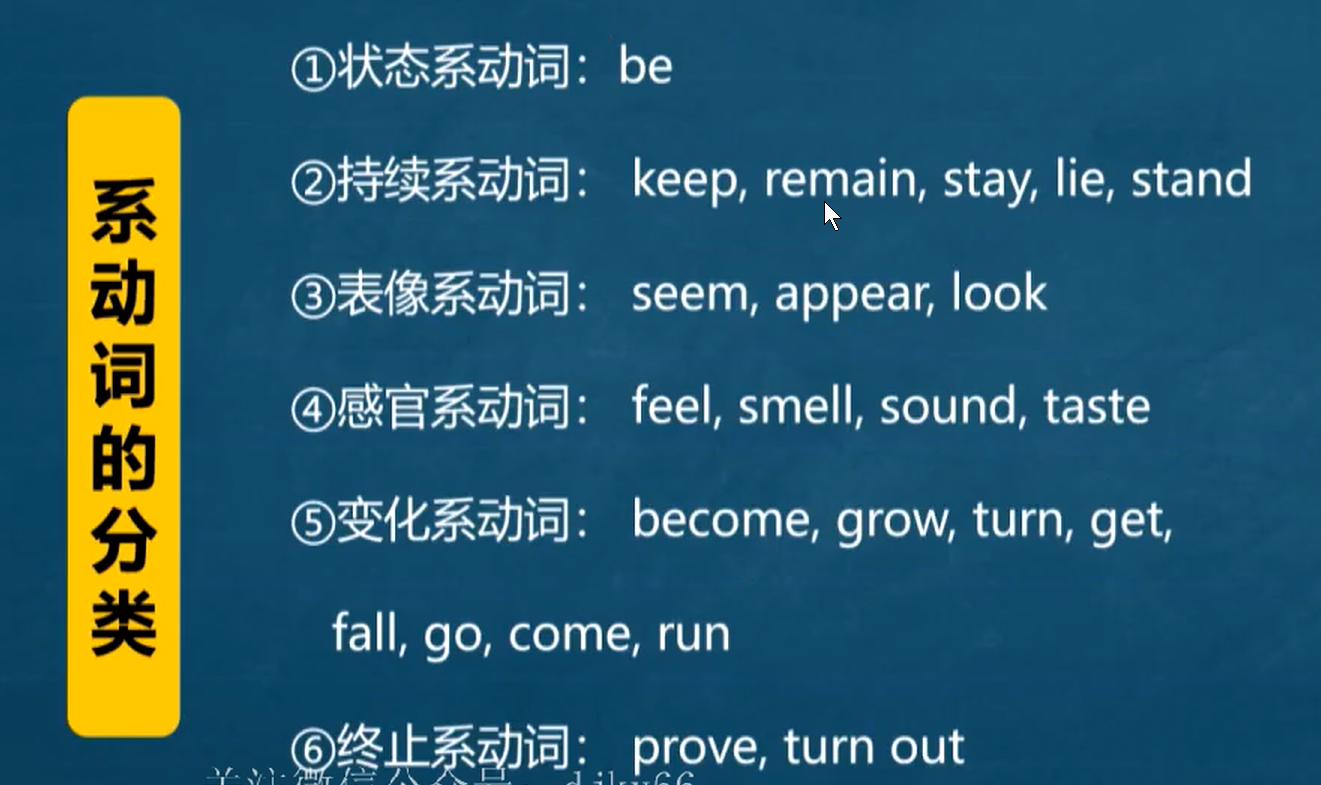 系动词的分类
①状态系动词：be
②持续系动词： keep, remain, stay, lie, stand
③表像系动词： seem, appear, look
④感官系动词： feel, smell, sound, taste
⑤变化系动词： become, grow, turn, get,
fall, go, come, run
⑥终止系动词： prove, turn out
关注微信公众号